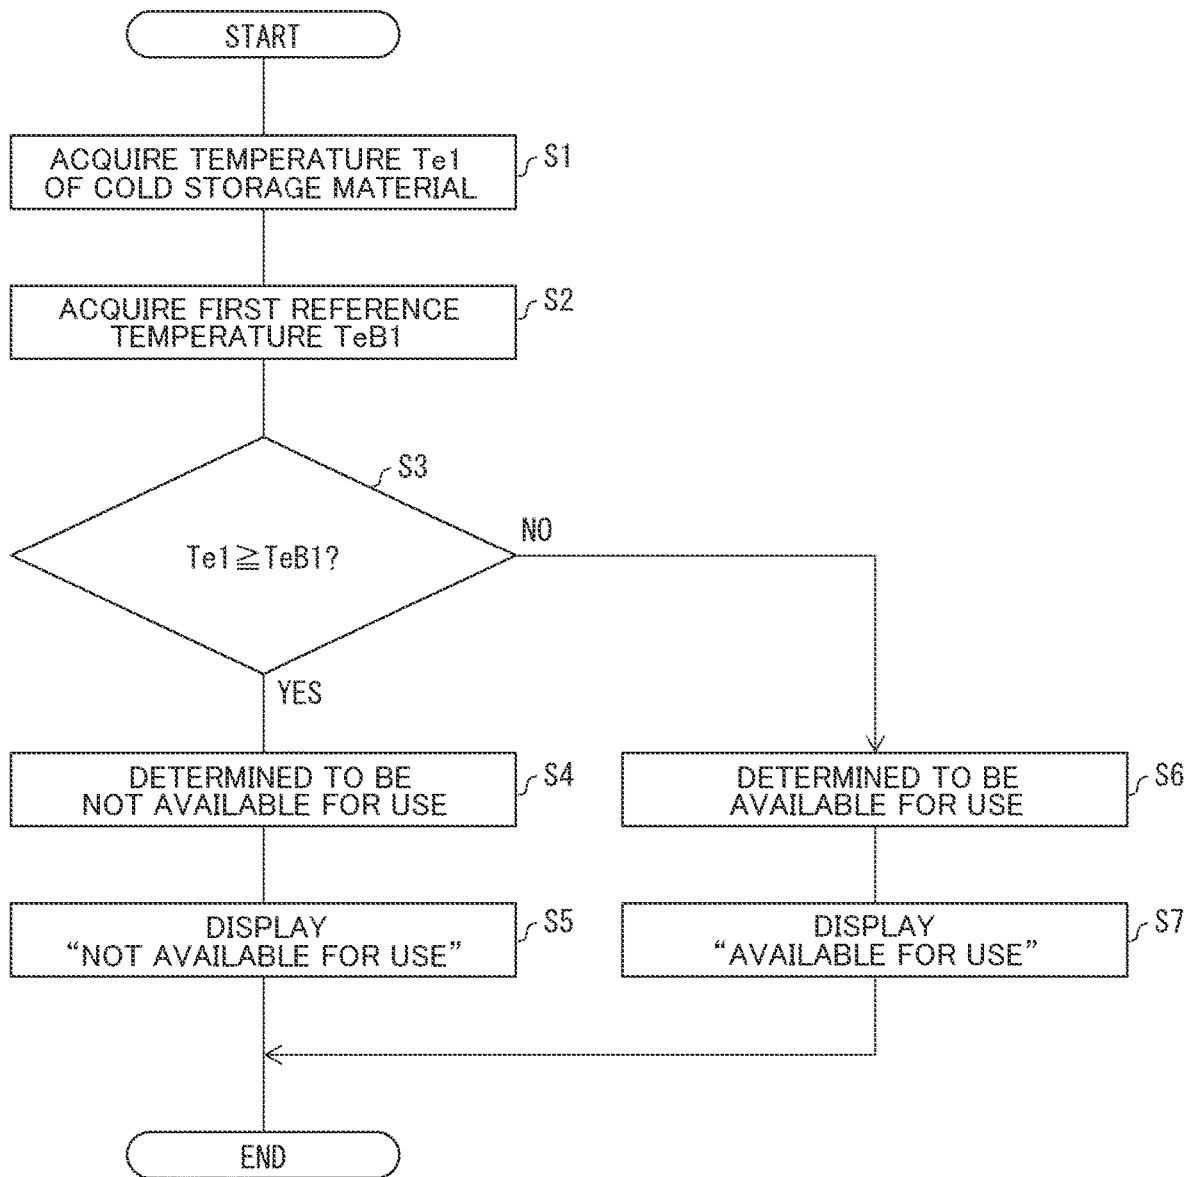 START
ACQUIRE TEMPERATURE Te1
OF COLD STORAGE MATERIAL
S1
ACQUIRE FIRST REFERENCE
TEMPERATURE TeB1
S2
S3
Te1≧TeB1?
NO
YES
DETERMINED TO BE
NOT AVAILABLE FOR USE
S4
DETERMINED TO BE
AVAILABLE FOR USE
S6
DISPLAY
“NOT AVAILABLE FOR USE”
S5
DISPLAY
“AVAILABLE FOR USE”
S7
END